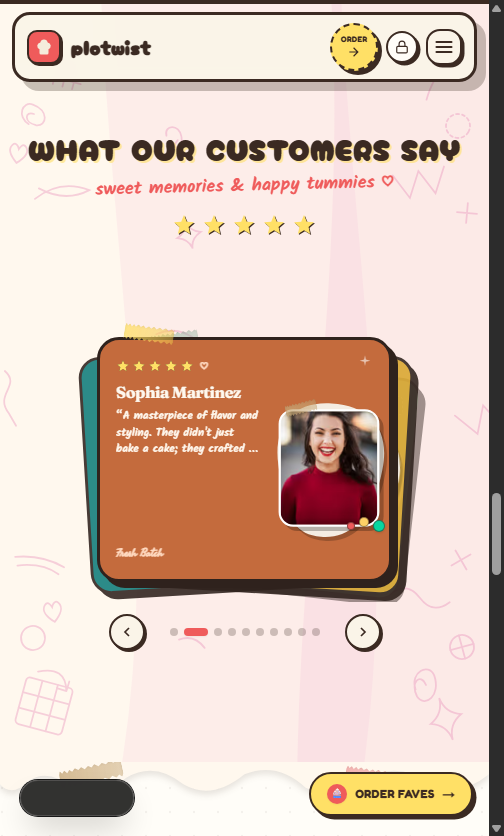 plotwist
ORDER
→
WHAT OUR CUSTOMERS SAY
sweet memories & happy tummies ♡
Sophia Martinez
“A masterpiece of flavor and
styling. They didn't just
bake a cake; they crafted ...
Fresh Batch
ORDER FAVES →